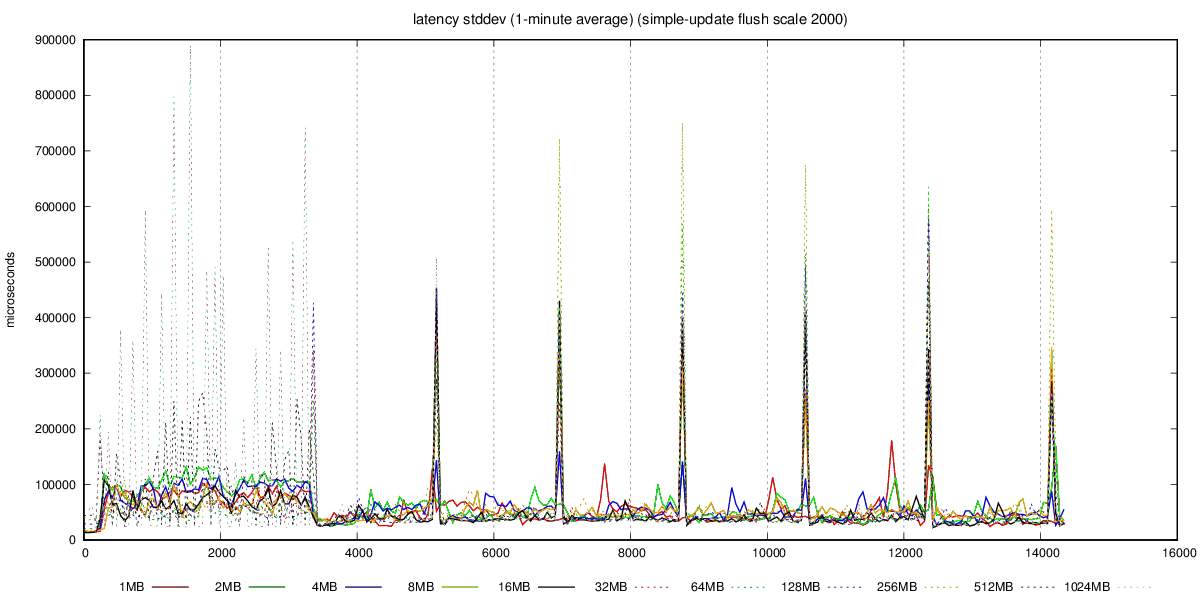 latency stddev (1-minute average) (simple-update flush scale 2000)
900000
800000
700000
600000
500000
400000
300000
200000
100000
0
microseconds
0 2000 4000 6000 8000 10000 12000 14000 16000
1MB 2MB 4MB 8MB 16MB 32MB 64MB 128MB 256MB 512MB 1024MB